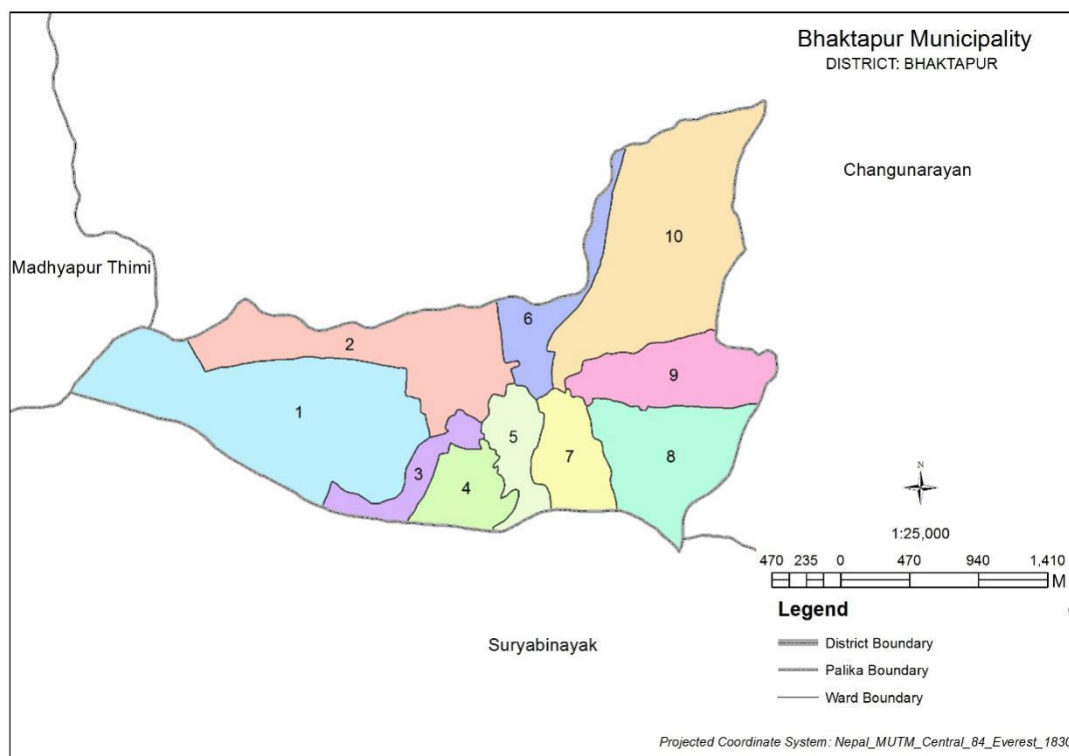 Bhaktapur Municipality
DISTRICT: BHAKTAPUR
Changunarayan
10
Madhyapur Thimi
6
2
9
1
5
7
8
3
4
N
1:25,000
470 235 0 470 940 1,410
M
Legend
District Boundary
Palika Boundary
Ward Boundary
Suryabinayak
Projected Coordinate System: Nepal_MUTM_Central_84_Everest_1830